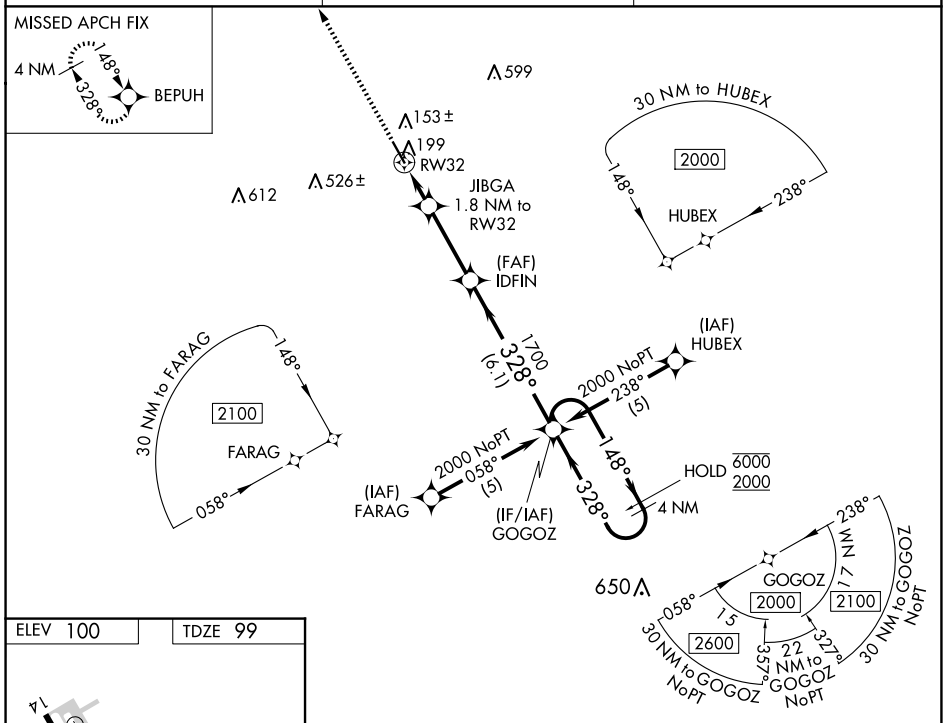 MISSED APCH FIX
4 NM
148°
328°
BEPUH
599
153 ±
199
RW32
612
526 ±
JIBGA
1.8 NM to
RW32
(FAF)
IDFIN
30 NM to HUBEX
2000
148°
238°
HUBEX
(IAF)
HUBEX
1700
328°
(6.1)
2000 NoPT
238°
(5)
30 NM to FARAG
148°
2100
FARAG
058°
2000 NoPT
058°
(5)
(IAF)
FARAG
(IF/IAF)
GOGOZ
148°
328°
HOLD 6000
2000
4 NM
650
238°
GOGOZ
058°
17 NM
15
2000
2100
2600
30 NM to GOGOZ
NoPT
357°
22
NM to
GOGOZ
NoPT
327°
30 NM to GOGOZ
NoPT
ELEV 100
TDZE 99
14